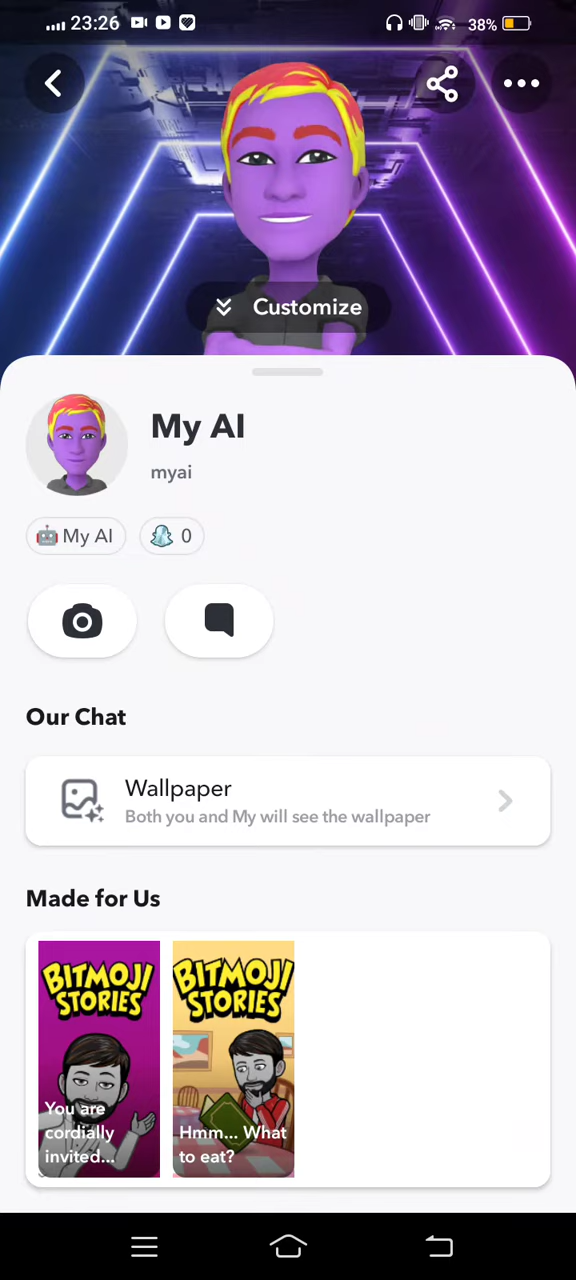 23:26
38%
Customize
My AI
myai
My AI
0
Our Chat
Wallpaper
Both you and My will see the wallpaper
Made for Us
BITMOJI
STORIES
You are
cordially
invited...
BITMOJI
STORIES
Hmm... What
to eat?